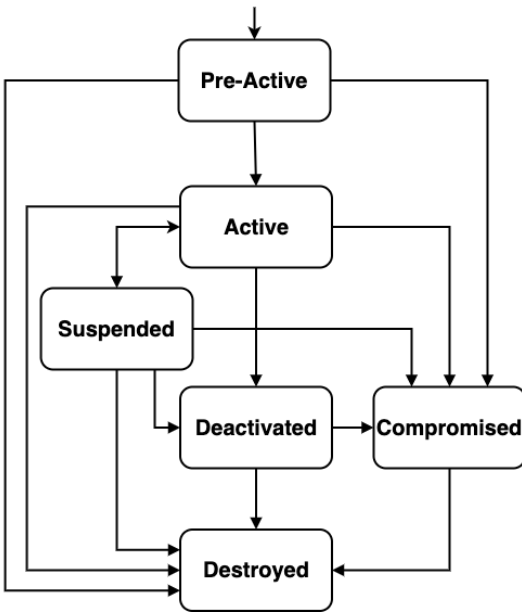 Pre-Active
Active
Suspended
Deactivated
Compromised
Destroyed